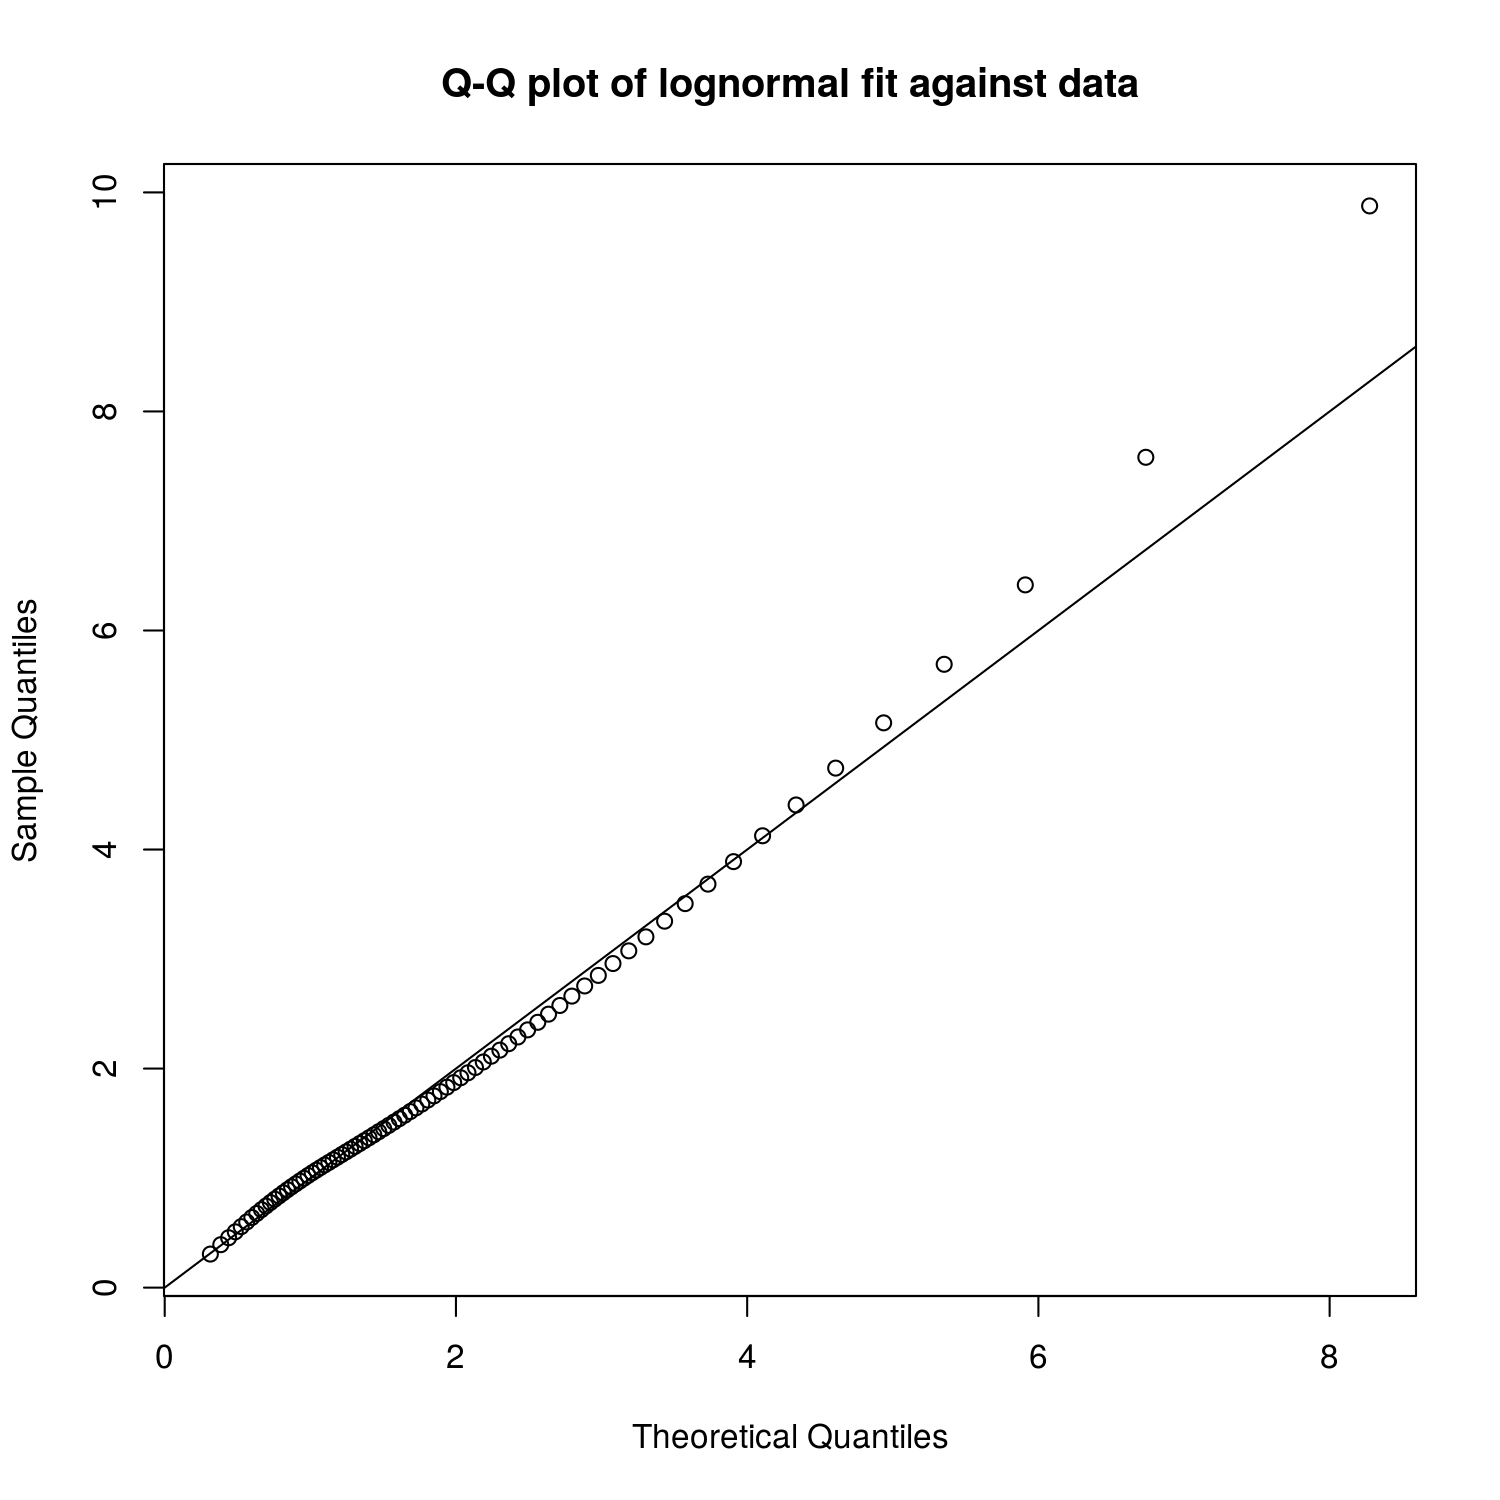 Q-Q plot of lognormal fit against data
10
8
6
4
2
0
Sample Quantiles
0 2 4 6 8
Theoretical Quantiles